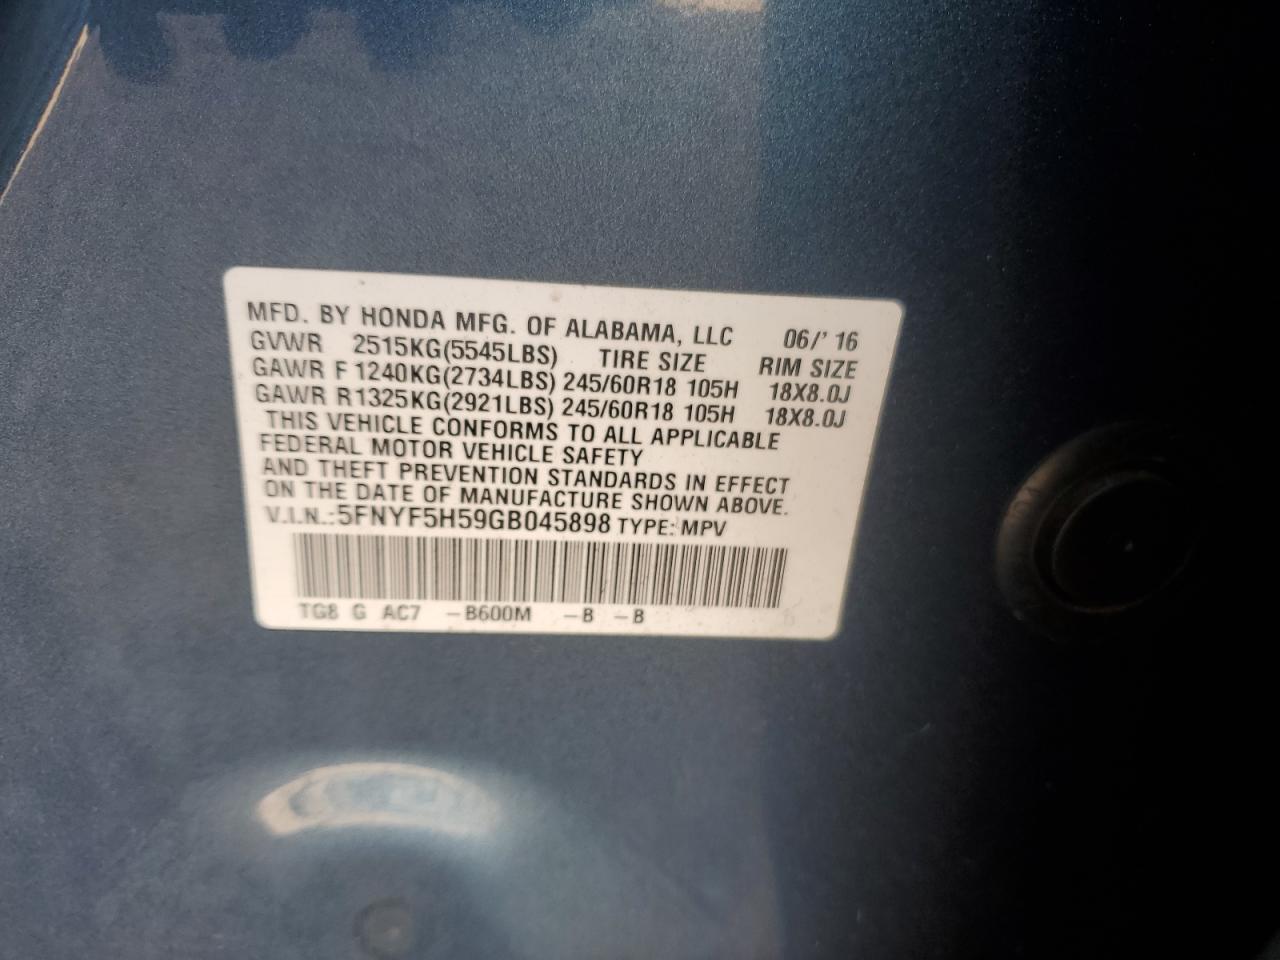 MFD. BY HONDA MFG. OF ALABAMA, LLC 06/'16
GVWR 2515KG(5545LBS) TIRE SIZE RIM SIZE
GAWR F 1240KG(2734LBS) 245/60R18 105H 18X8.0J
GAWR R1325KG(2921LBS) 245/60R18 105H 18X8.0J
THIS VEHICLE CONFORMS TO ALL APPLICABLE
FEDERAL MOTOR VEHICLE SAFETY
AND THEFT PREVENTION STANDARDS IN EFFECT
ON THE DATE OF MANUFACTURE SHOWN ABOVE.
V.I.N.:5FNYF5H59GB045898 TYPE: MPV
TG8 G AC7 -B600M -B -B